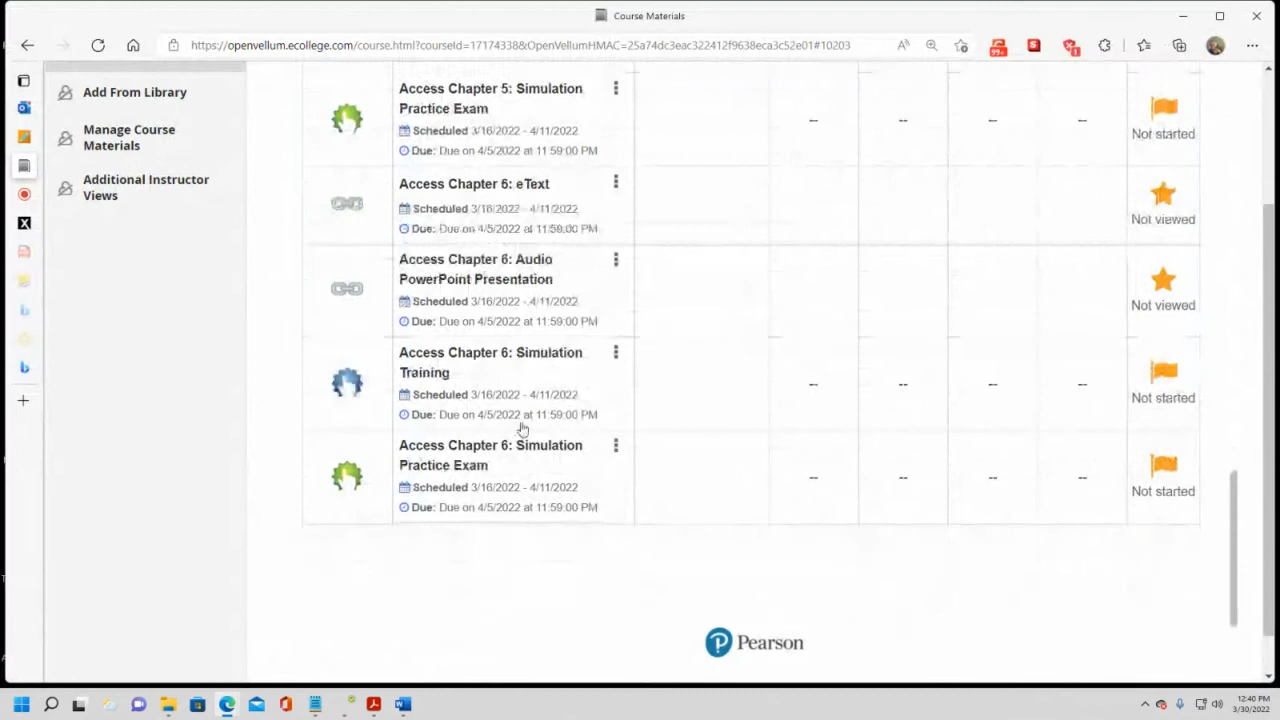 Course Materials
https://openvellum.ecollege.com/course.html?courseId=17174338&OpenVellumHMAC=25a74dc3eac322412f9638eca3c52e01#10203
99+
S
1
Add From Library
Manage Course
Materials
Additional Instructor
Views
Access Chapter 5: Simulation
Practice Exam
Scheduled 3/16/2022 - 4/11/2022
Due: Due on 4/5/2022 at 11:59:00 PM
--
--
--
--
Not started
Access Chapter 6: eText
Scheduled 3/16/2022 - 4/11/2022
Due: Due on 4/5/2022 at 11:59:00 PM
Not viewed
Access Chapter 6: Audio
PowerPoint Presentation
Scheduled 3/16/2022 - 4/11/2022
Due: Due on 4/5/2022 at 11:59:00 PM
Not viewed
Access Chapter 6: Simulation
Training
Scheduled 3/16/2022 - 4/11/2022
Due: Due on 4/5/2022 at 11:59:00 PM
--
--
--
--
Not started
Access Chapter 6: Simulation
Practice Exam
Scheduled 3/16/2022 - 4/11/2022
Due: Due on 4/5/2022 at 11:59:00 PM
--
--
--
--
Not started
Pearson
12:40 PM
3/30/2022